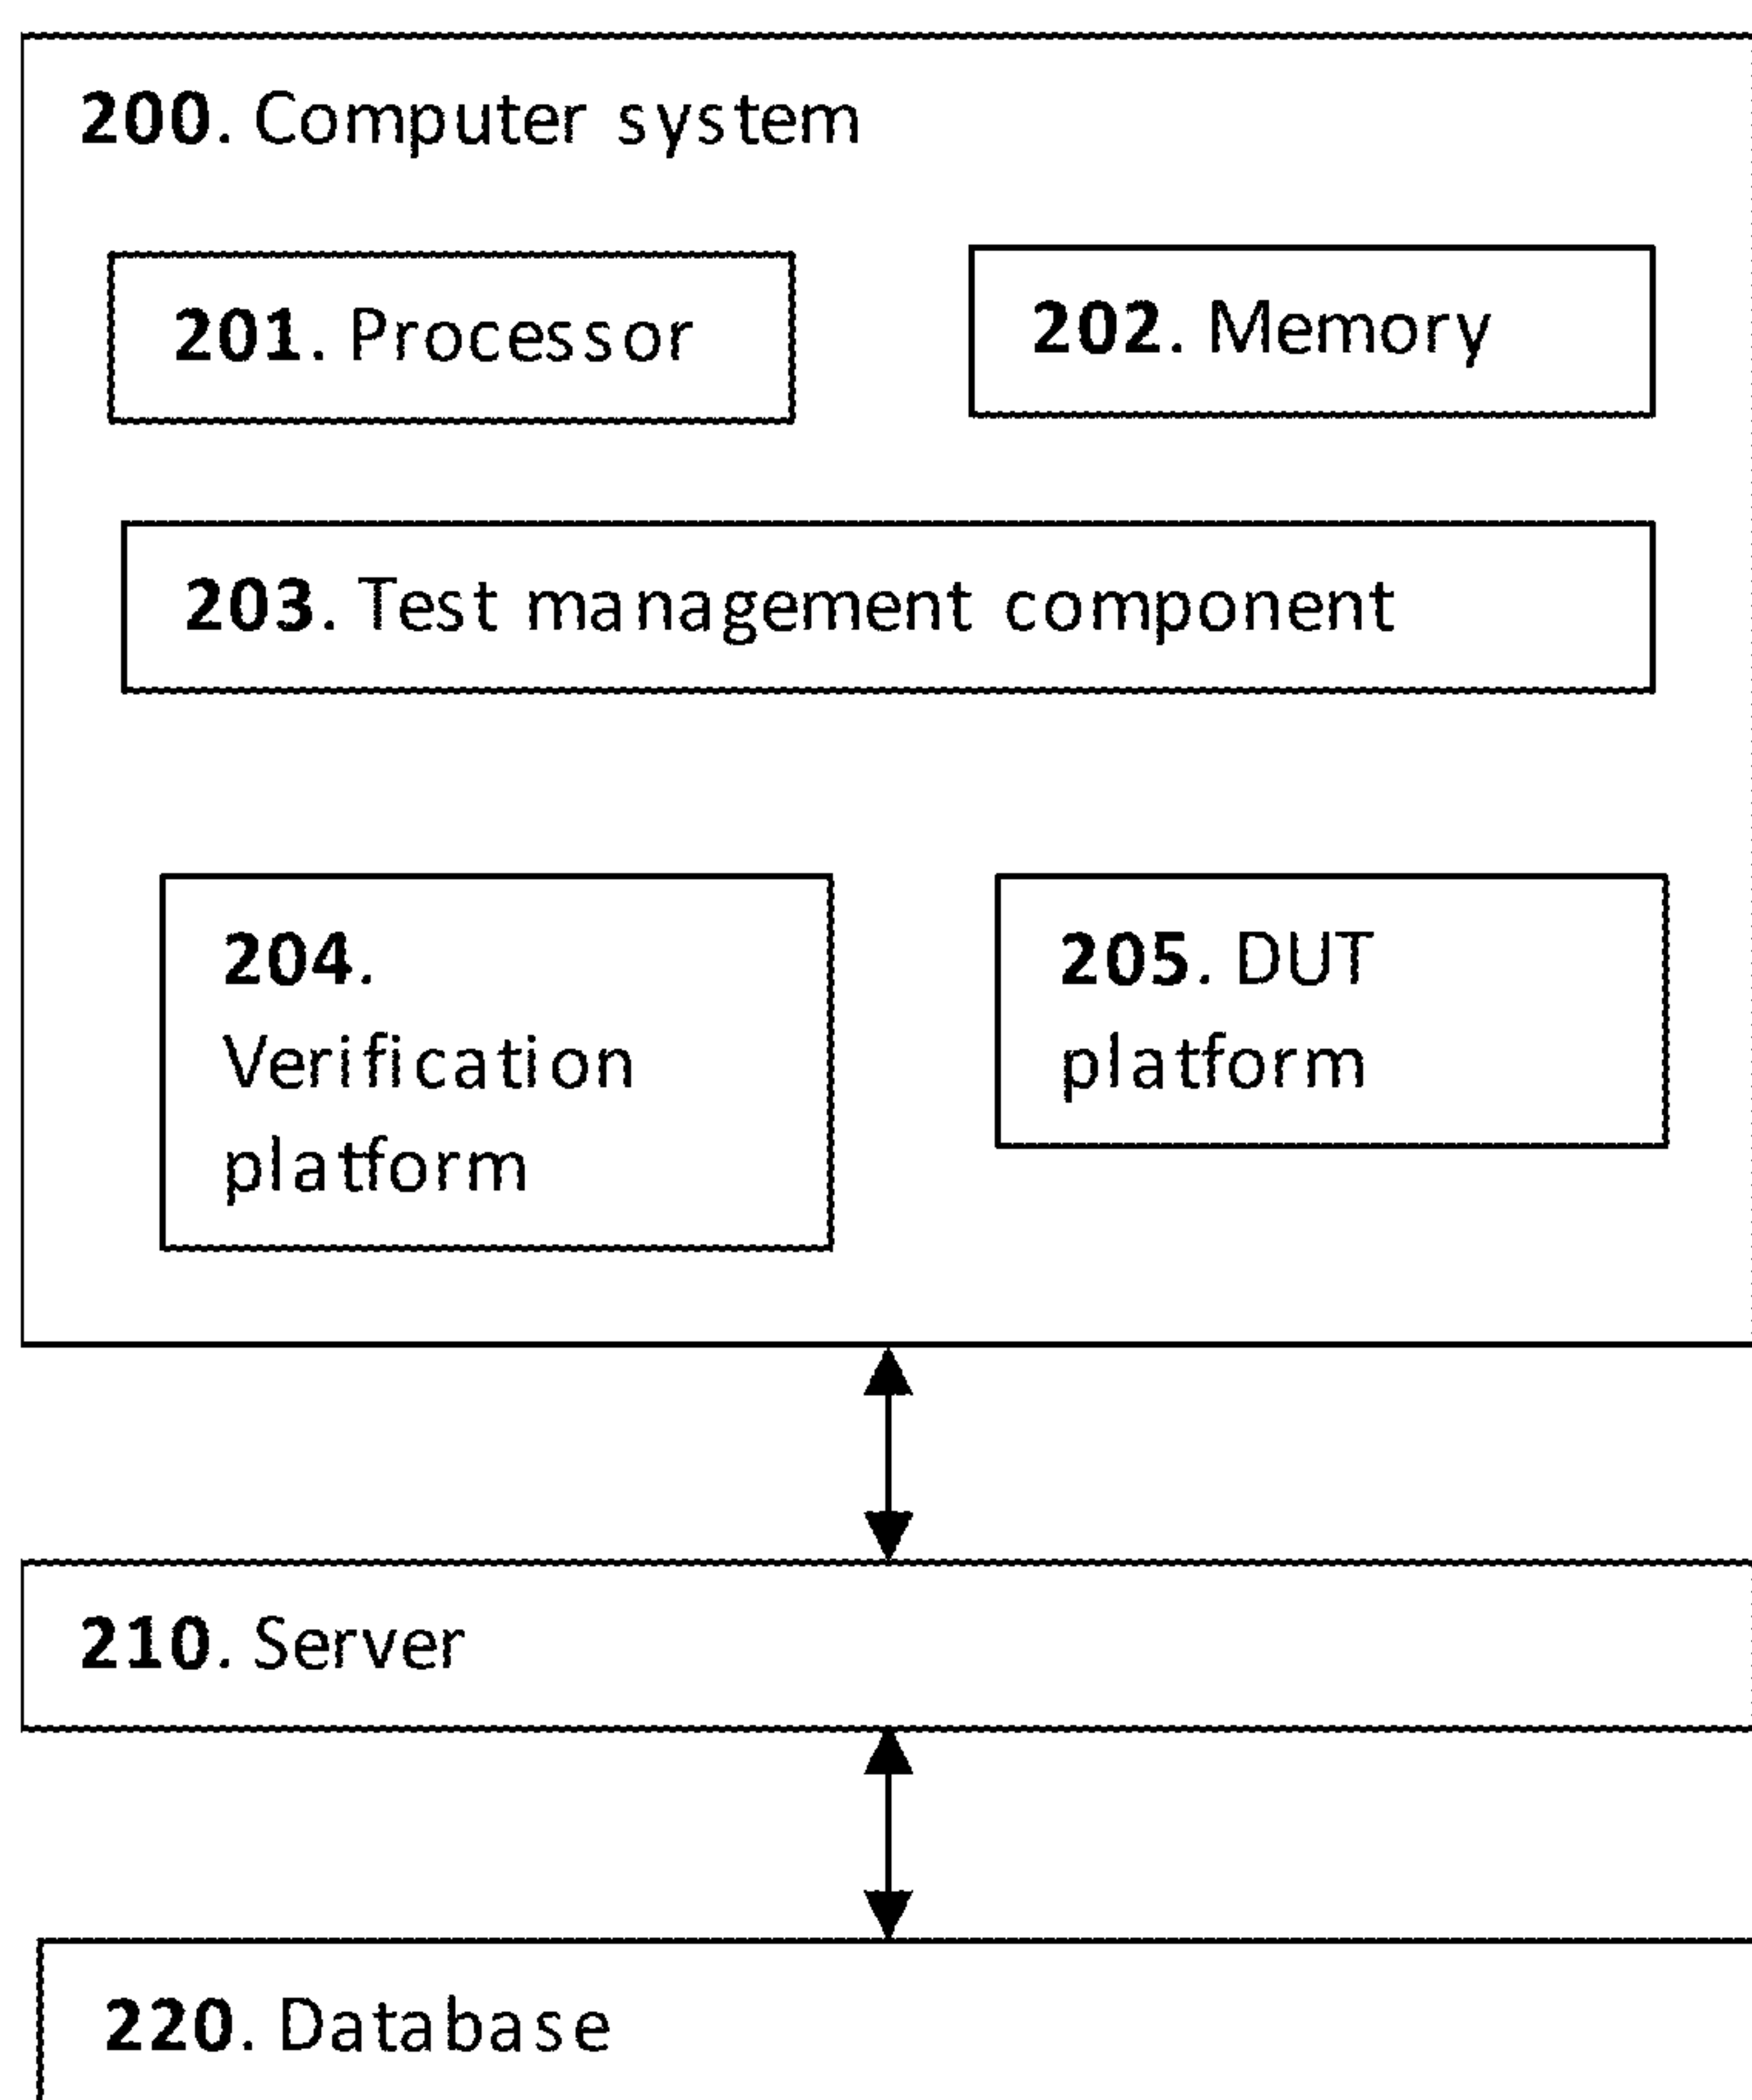 200. Computer system
201. Processor
202. Memory
203. Test management component
204.
Verification
platform
205. DUT
platform
210. Server
220. Database